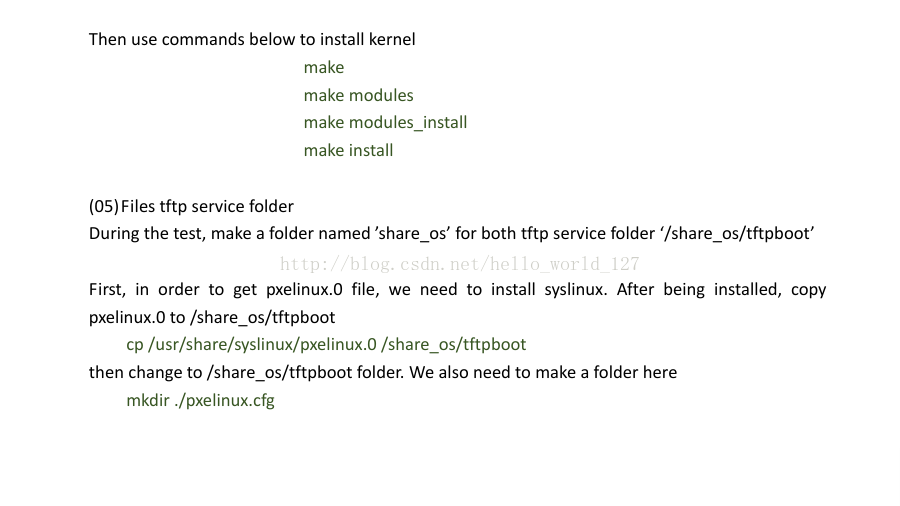 Then use commands below to install kernel
make
make modules
make modules_install
make install
(05)Files tftp service folder
During the test, make a folder named ’share_os’ for both tftp service folder ‘/share_os/tftpboot’
http://blog.csdn.net/hello_world_127
First, in order to get pxelinux.0 file, we need to install syslinux. After being installed, copy
pxelinux.0 to /share_os/tftpboot
cp /usr/share/syslinux/pxelinux.0 /share_os/tftpboot
then change to /share_os/tftpboot folder. We also need to make a folder here
mkdir ./pxelinux.cfg